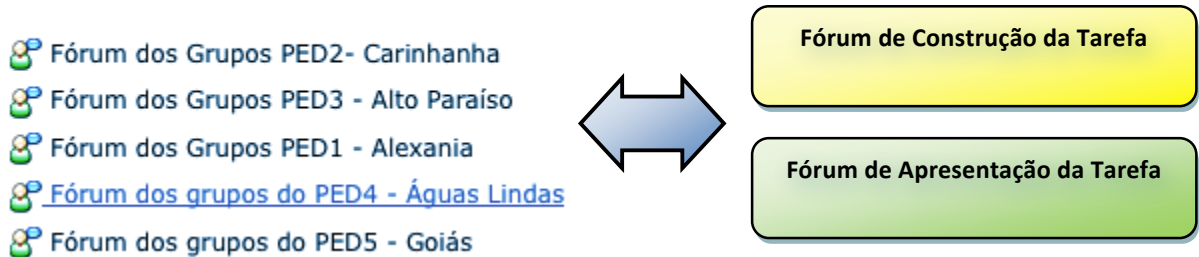 Fórum dos Grupos PED2- Carinhanha
Fórum dos Grupos PED3 - Alto Paraíso
Fórum dos Grupos PED1 - Alexania
Fórum dos grupos do PED4 - Águas Lindas
Fórum dos grupos do PED5 - Goiás
Fórum de Construção da Tarefa
Fórum de Apresentação da Tarefa